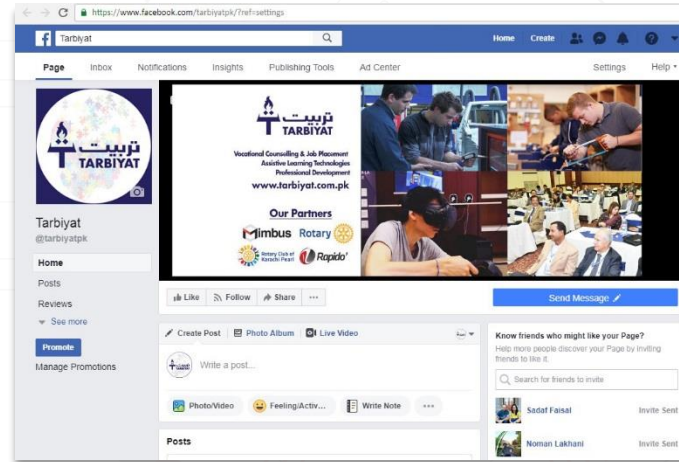 https://www.facebook.com/tarbiyatpk/?ref=settings
Tarbiyat
Home Create
Page Inbox Notifications Insights Publishing Tools Ad Center Settings Help
تربیت
TARBIYAT
Tarbiyat
@tarbiyatpk
Home
Posts
Reviews
See more
Promote
Manage Promotions
تربیت
TARBIYAT
Vocational Counselling & Job Placement
Assistive Learning Technologies
Professional Development
www.tarbiyat.com.pk
Our Partners
Mimbus Rotary
Rotary Club of
Karachi Pearl
Rapido'
Like Follow Share ...
Send Message
Create Post Photo Album Live Video
Write a post...
Photo/Video Feeling/Activ... Write Note ...
Posts
Know friends who might like your Page?
Help more people discover your Page by inviting
friends to like it.
Search for friends to invite
Sadaf Faisal Invite Sent
Noman Lakhani Invite Sent